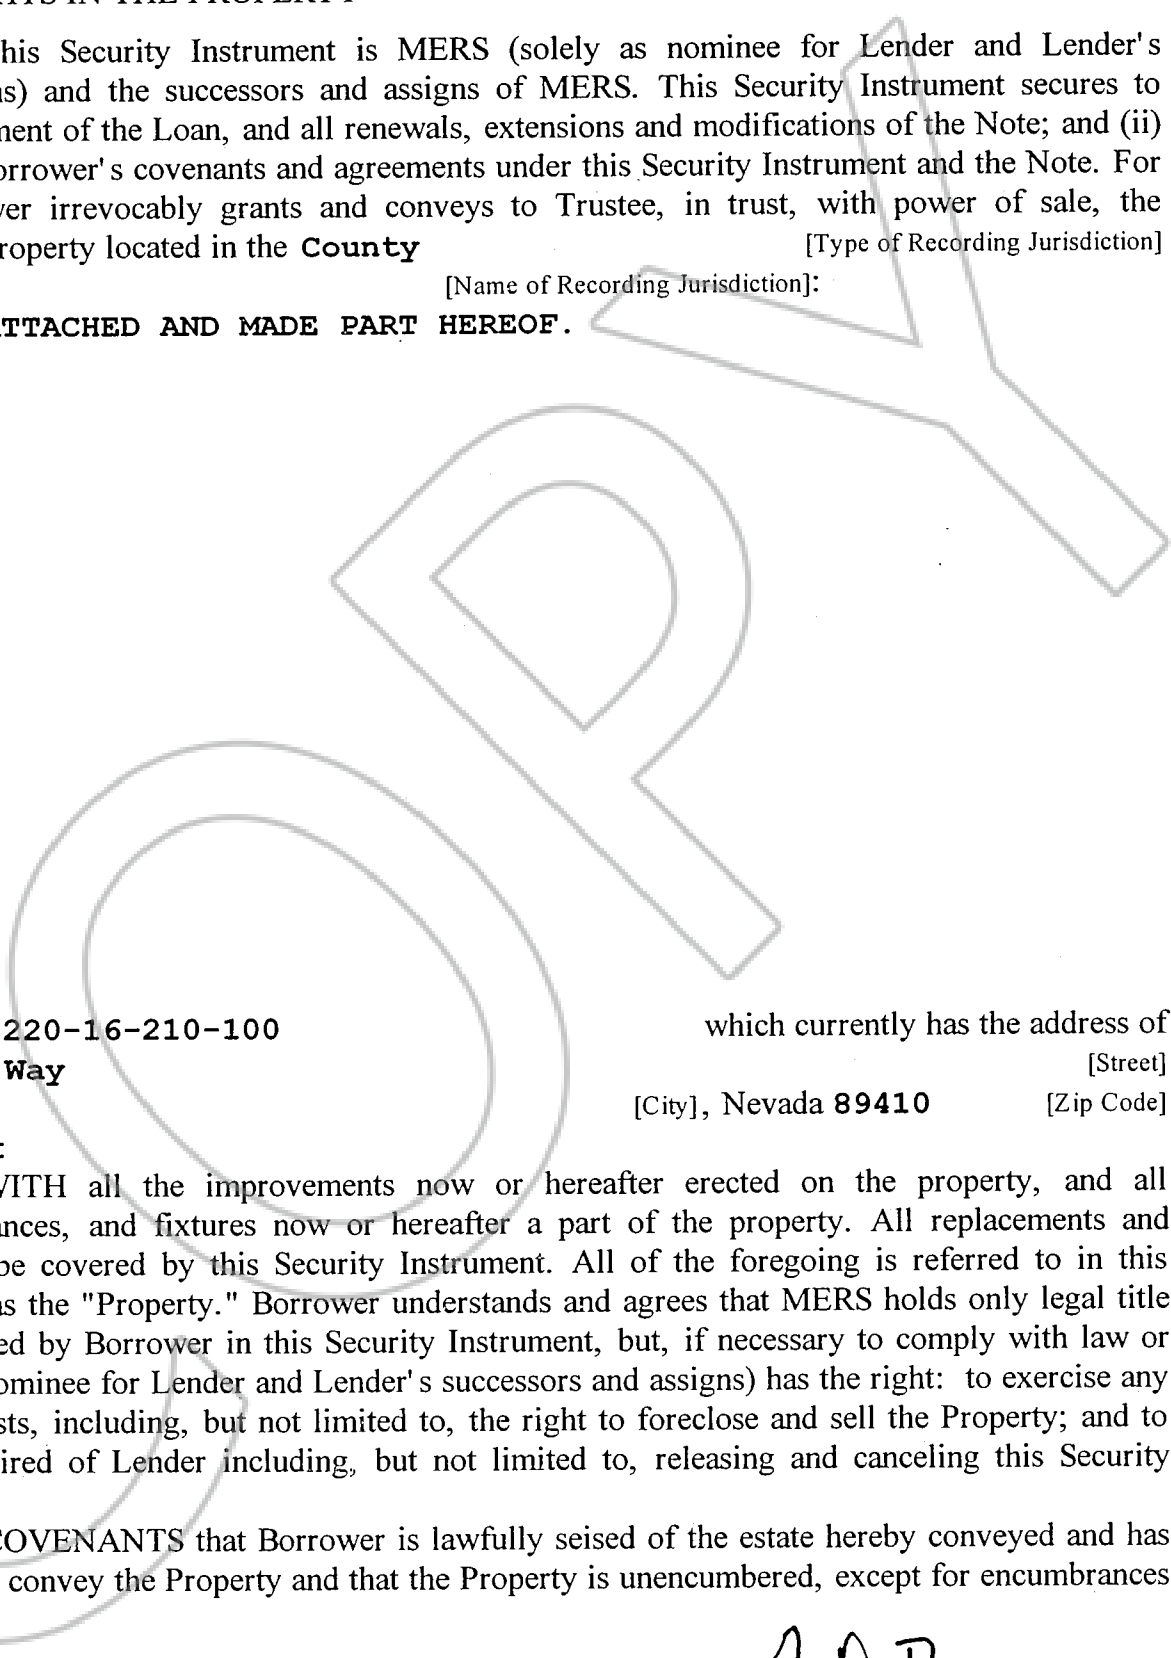 his Security Instrument is MERS (solely as nominee for Lender and Lender's
and the successors and assigns of MERS. This Security Instrument secures to
of the Loan, and all renewals, extensions and modifications of the Note; and (ii)
orrower's covenants and agreements under this Security Instrument and the Note. For
irrevocably grants and conveys to Trustee, in trust, with power of sale, the
roperty located in the County [Type of Recording Jurisdiction]
[Name of Recording Jurisdiction]:
TTACHED AND MADE PART HEREOF.
COPY
220-16-210-100 which currently has the address of
Way [Street]
[City], Nevada 89410 [Zip Code]
:
ITH all the improvements now or hereafter erected on the property, and all
ances, and fixtures now or hereafter a part of the property. All replacements and
be covered by this Security Instrument. All of the foregoing is referred to in this
as the "Property." Borrower understands and agrees that MERS holds only legal title
ed by Borrower in this Security Instrument, but, if necessary to comply with law or
ominee for Lender and Lender's successors and assigns) has the right: to exercise any
sts, including, but not limited to, the right to foreclose and sell the Property; and to
ired of Lender including, but not limited to, releasing and canceling this Security
OVENANTS that Borrower is lawfully seised of the estate hereby conveyed and has
convey the Property and that the Property is unencumbered, except for encumbrances